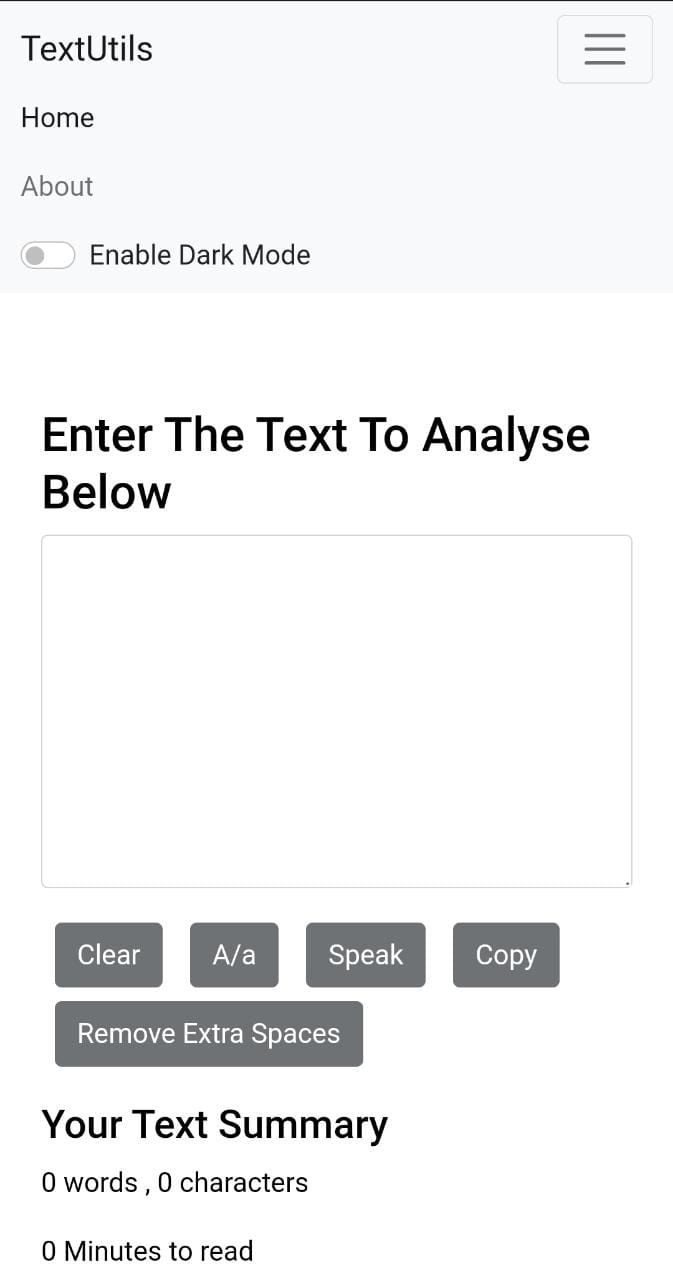 TextUtils
Home
About
Enable Dark Mode
Enter The Text To Analyse
Below
Clear A/a Speak Copy
Remove Extra Spaces
Your Text Summary
0 words , 0 characters
0 Minutes to read